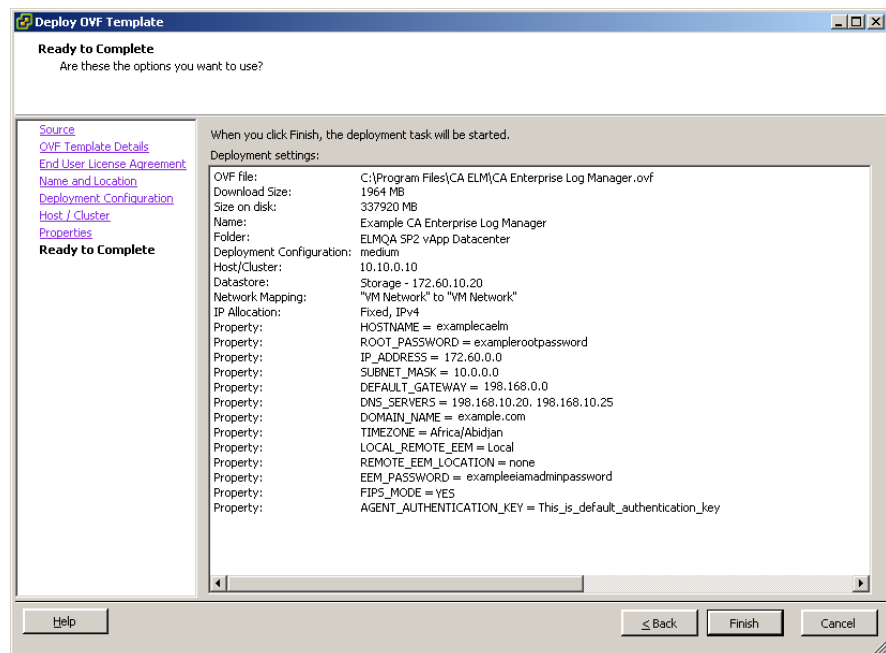 Deploy OVF Template
Ready to Complete
Are these the options you want to use?
Source
OVF Template Details
End User License Agreement
Name and Location
Deployment Configuration
Host / Cluster
Properties
Ready to Complete
When you click Finish, the deployment task will be started.
Deployment settings:
OVF file: C:\Program Files\CA ELM\CA Enterprise Log Manager.ovf
Download Size: 1964 MB
Size on disk: 337920 MB
Name: Example CA Enterprise Log Manager
Folder: ELMQA SP2 vApp Datacenter
Deployment Configuration: medium
Host/Cluster: 10.10.0.10
Datastore: Storage - 172.60.10.20
Network Mapping: "VM Network" to "VM Network"
IP Allocation: Fixed, IPv4
Property: HOSTNAME = examplecaelm
Property: ROOT_PASSWORD = examplerootpassword
Property: IP_ADDRESS = 172.60.0.0
Property: SUBNET_MASK = 10.0.0.0
Property: DEFAULT_GATEWAY = 198.168.0.0
Property: DNS_SERVERS = 198.168.10.20. 198.168.10.25
Property: DOMAIN_NAME = example.com
Property: TIMEZONE = Africa/Abidjan
Property: LOCAL_REMOTE_EEM = Local
Property: REMOTE_EEM_LOCATION = none
Property: EEM_PASSWORD = exampleeiamadminpassword
Property: FIPS_MODE = YES
Property: AGENT_AUTHENTICATION_KEY = This_is_default_authentication_key
Help
< Back
Finish
Cancel